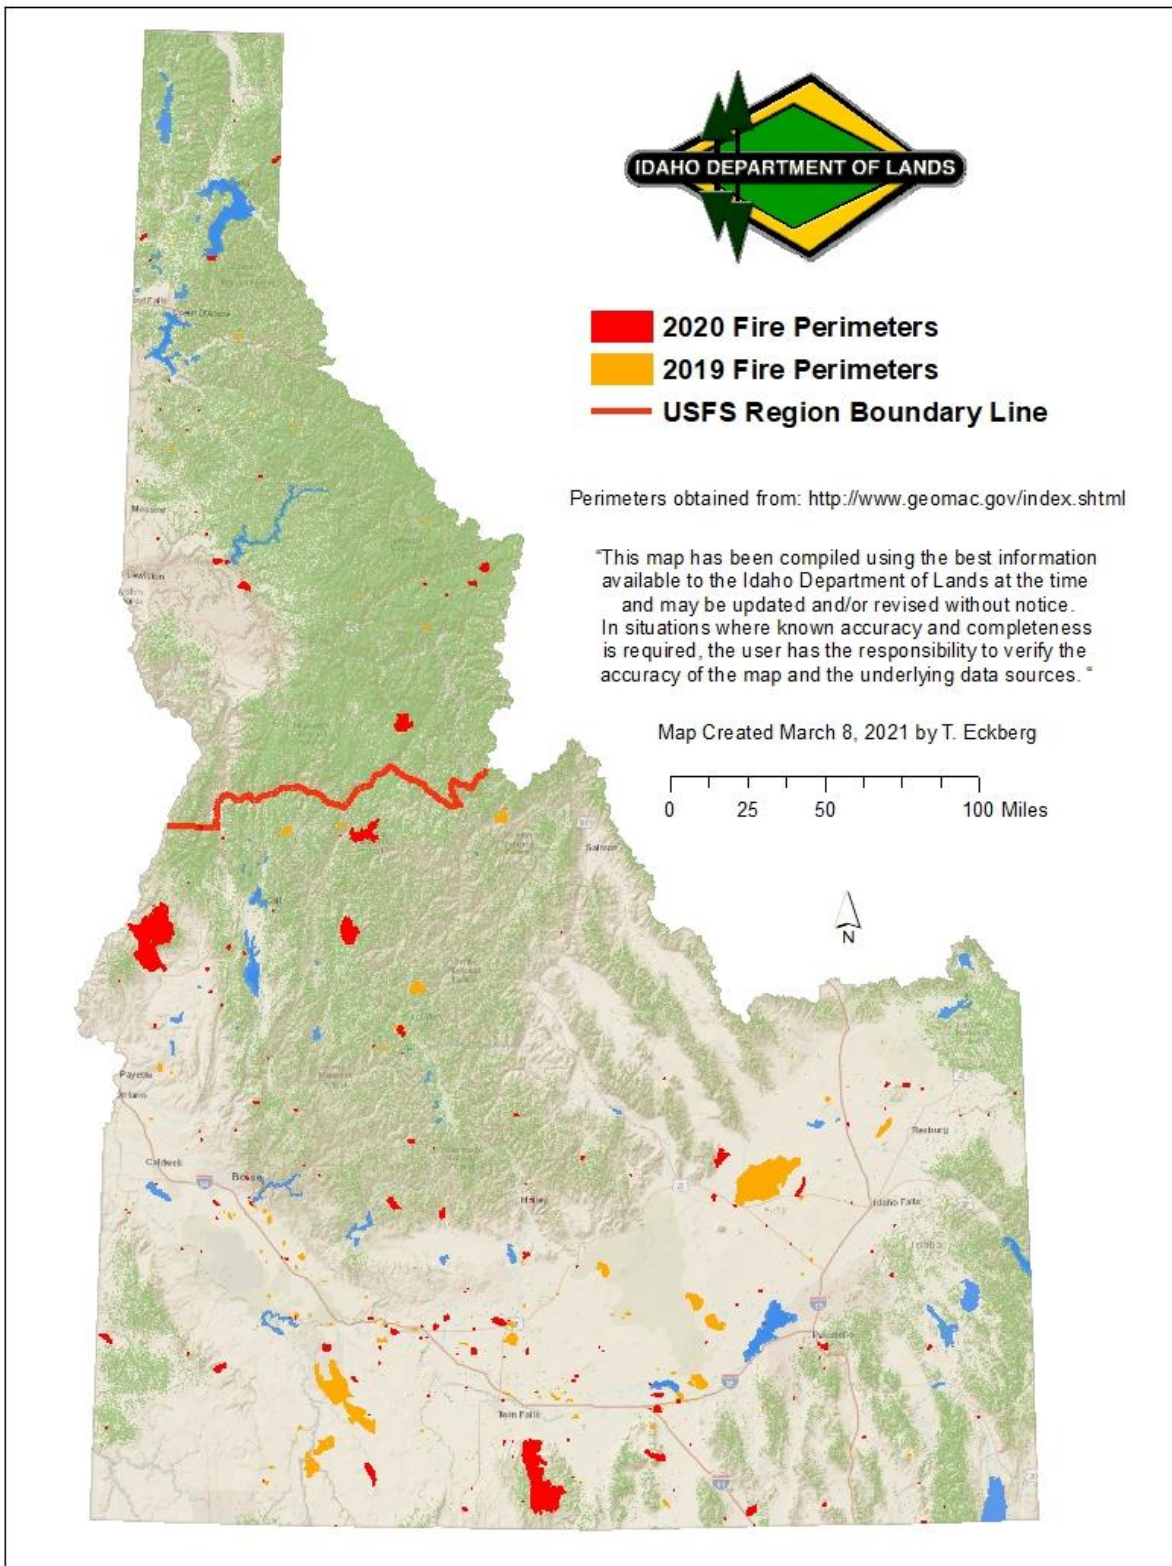 IDAHO DEPARTMENT OF LANDS
2020 Fire Perimeters
2019 Fire Perimeters
USFS Region Boundary Line
Perimeters obtained from: http://www.geomac.gov/index.shtml
"This map has been compiled using the best information
available to the Idaho Department of Lands at the time
and may be updated and/or revised without notice.
In situations where known accuracy and completeness
is required, the user has the responsibility to verify the
accuracy of the map and the underlying data sources. "
Map Created March 8, 2021 by T. Eckberg
0 25 50 100 Miles
N
Moscow
Lewiston
Salmon
Payette
Ontario
Caldwell
Boise
Hailey
Rexburg
Idaho Falls
Pocatello
Twin Falls